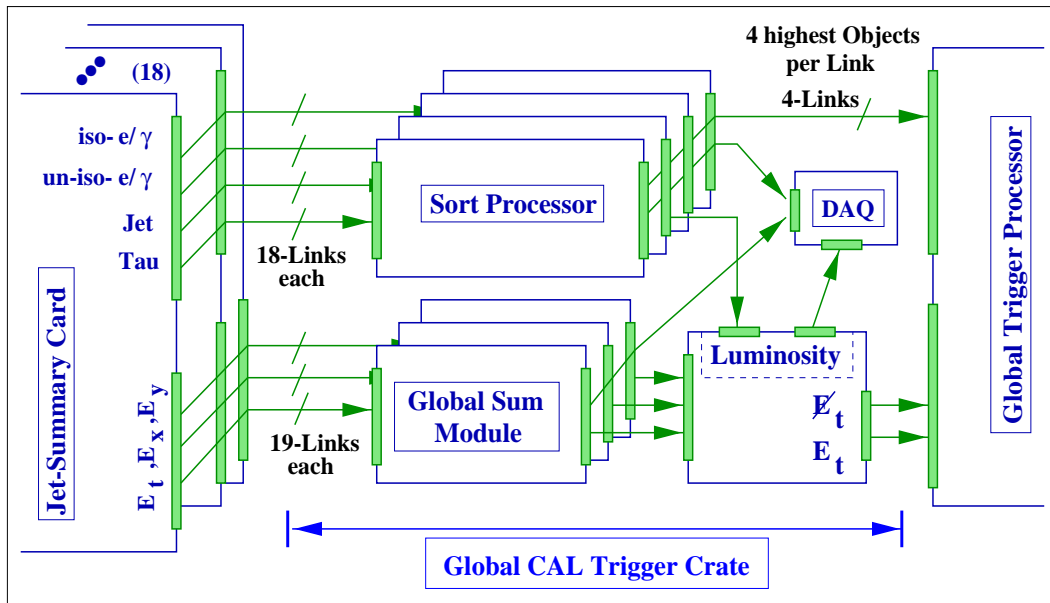 (18)
iso- e/ γ
un-iso- e/ γ
Jet
Tau
Jet-Summary Card
E t ,E x ,E y
18-Links
each
19-Links
each
Sort Processor
Global Sum
Module
4 highest Objects
per Link
4-Links
DAQ
Luminosity
E̸ t
E t
Global Trigger Processor
Global CAL Trigger Crate